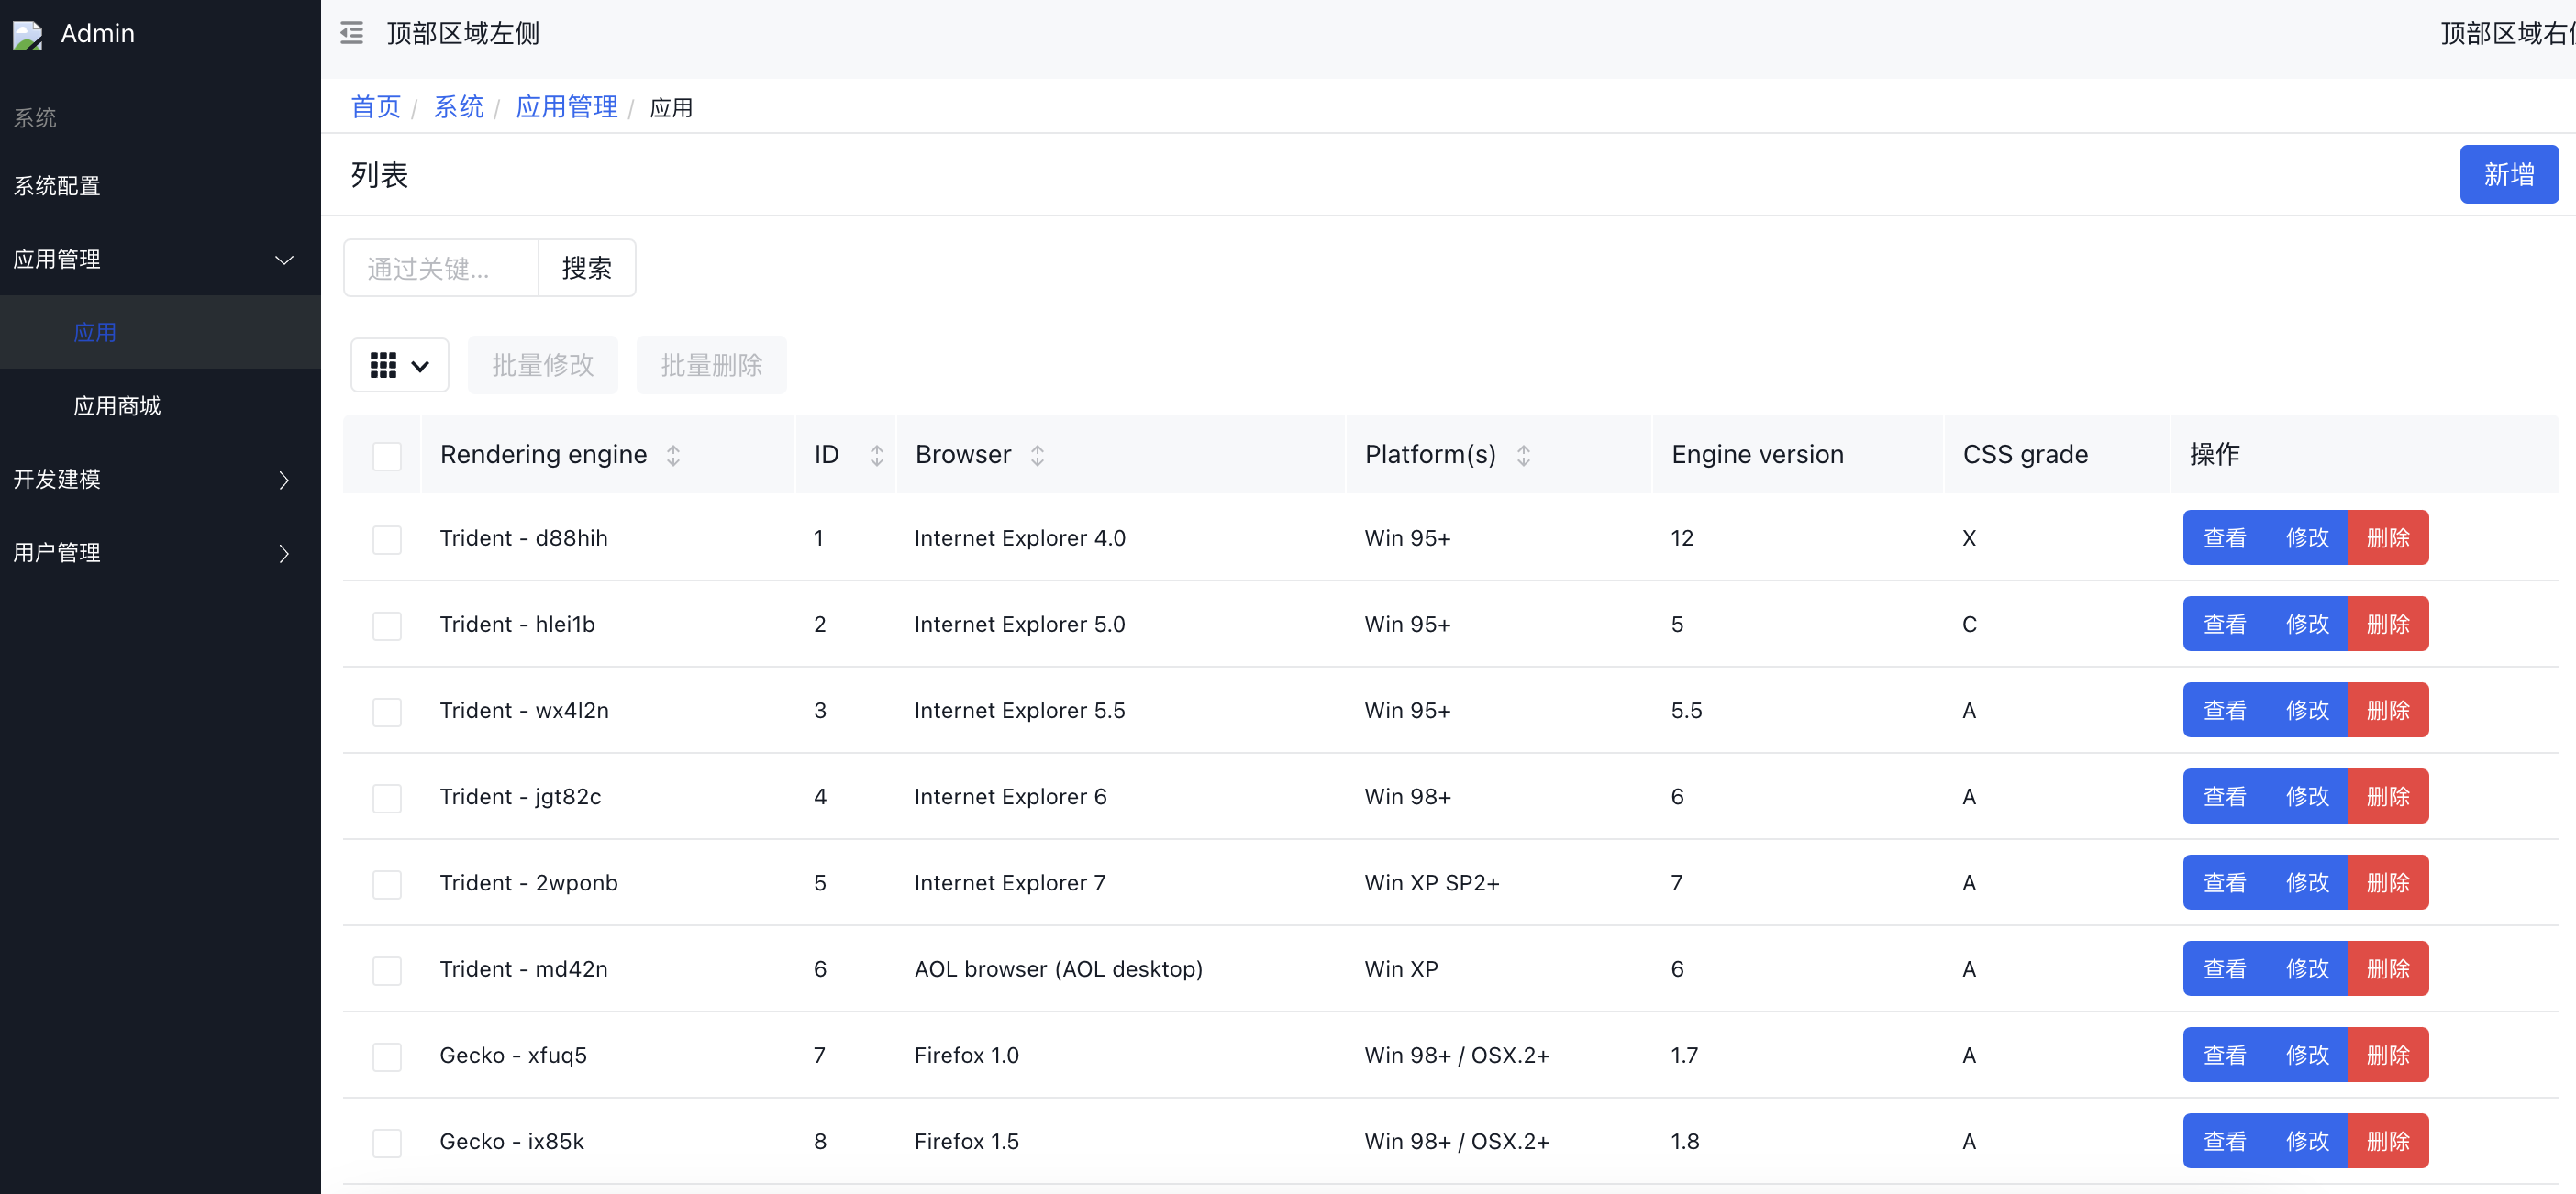 Admin
系统
系统配置
应用管理
应用
应用商城
开发建模
用户管理
顶部区域左侧
顶部区域右
首页 / 系统 / 应用管理 / 应用
列表
新增
通过关键... 搜索
批量修改 批量删除
Rendering engine ID Browser Platform(s) Engine version CSS grade 操作
Trident - d88hih 1 Internet Explorer 4.0 Win 95+ 12 X 查看 修改 删除
Trident - hlei1b 2 Internet Explorer 5.0 Win 95+ 5 C 查看 修改 删除
Trident - wx4l2n 3 Internet Explorer 5.5 Win 95+ 5.5 A 查看 修改 删除
Trident - jgt82c 4 Internet Explorer 6 Win 98+ 6 A 查看 修改 删除
Trident - 2wponb 5 Internet Explorer 7 Win XP SP2+ 7 A 查看 修改 删除
Trident - md42n 6 AOL browser (AOL desktop) Win XP 6 A 查看 修改 删除
Gecko - xfuq5 7 Firefox 1.0 Win 98+ / OSX.2+ 1.7 A 查看 修改 删除
Gecko - ix85k 8 Firefox 1.5 Win 98+ / OSX.2+ 1.8 A 查看 修改 删除